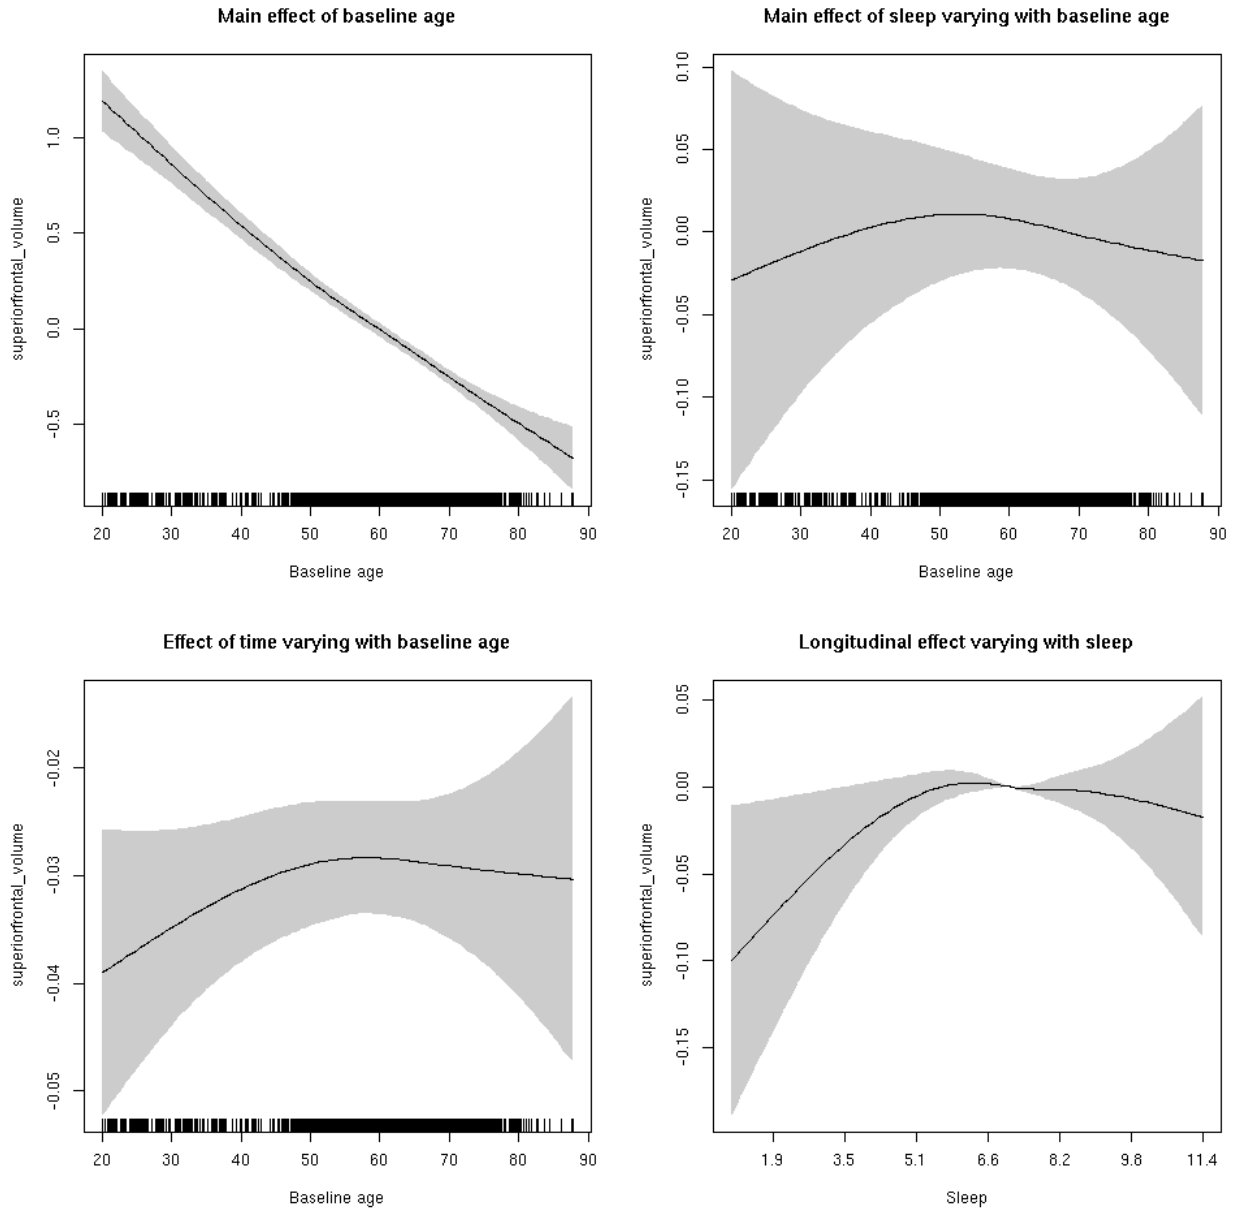 Main effect of baseline age
superiorfrontal_volume
1.0
0.5
0.0
-0.5
20 30 40 50 60 70 80 90
Baseline age
Main effect of sleep varying with baseline age
superiorfrontal_volume
0.10
0.05
0.00
-0.05
-0.10
-0.15
20 30 40 50 60 70 80 90
Baseline age
Effect of time varying with baseline age
superiorfrontal_volume
-0.02
-0.03
-0.04
-0.05
20 30 40 50 60 70 80 90
Baseline age
Longitudinal effect varying with sleep
superiorfrontal_volume
0.05
0.00
-0.05
-0.10
-0.15
1.9 3.5 5.1 6.6 8.2 9.8 11.4
Sleep